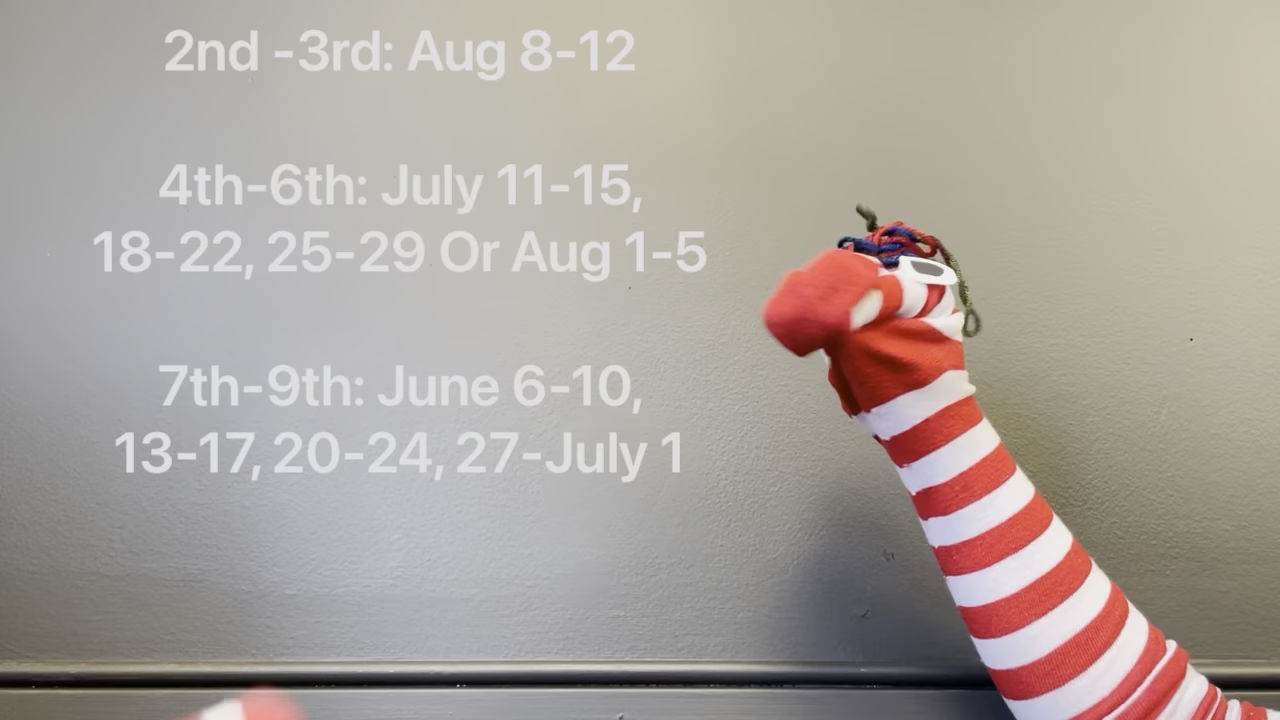 2nd -3rd: Aug 8-12
4th-6th: July 11-15,
18-22, 25-29 Or Aug 1-5
7th-9th: June 6-10,
13-17, 20-24, 27-July 1